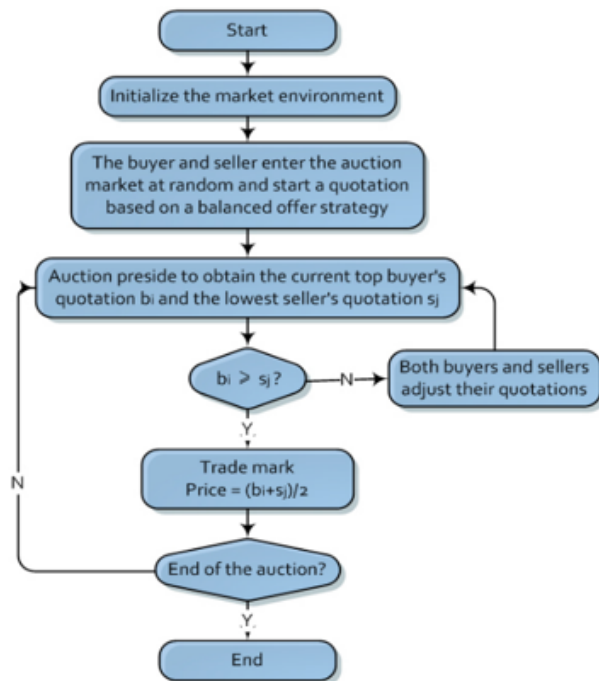 Start
Initialize the market environment
The buyer and seller enter the auction
market at random and start a quotation
based on a balanced offer strategy
Auction preside to obtain the current top buyer's
quotation bi and the lowest seller's quotation sj
bi ⩾ sj?
N
Both buyers and sellers
adjust their quotations
Y
Trade mark
Price = (bi+sj)/2
N
End of the auction?
Y
End